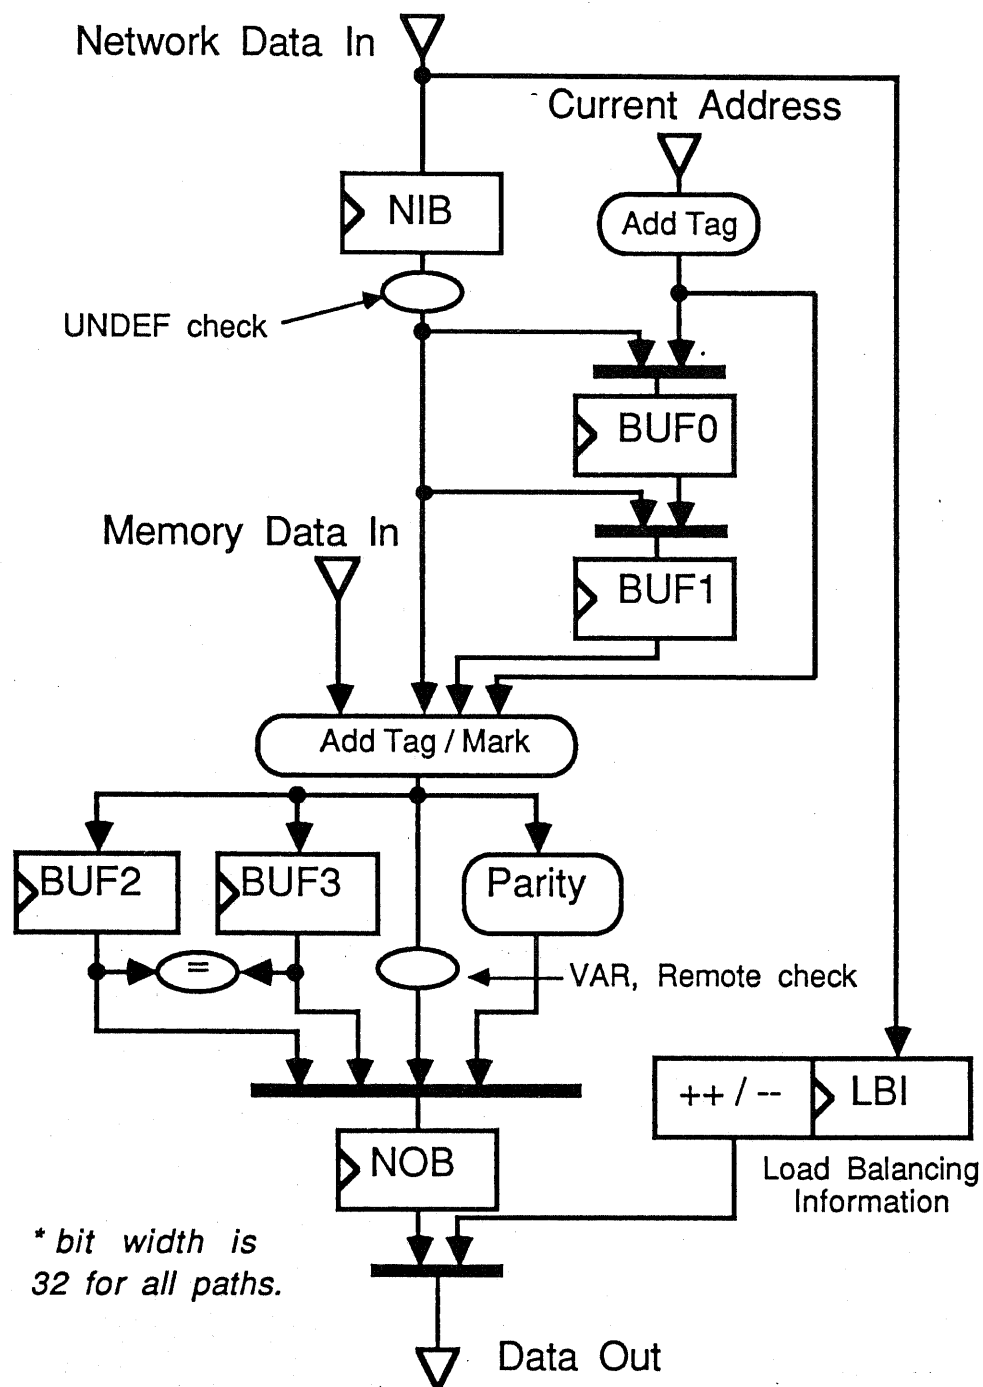 Network Data In
Current Address
NIB
Add Tag
UNDEF check
BUF0
Memory Data In
BUF1
Add Tag / Mark
BUF2
BUF3
Parity
=
VAR, Remote check
++ / --
LBI
NOB
Load Balancing
Information
* bit width is
32 for all paths.
Data Out